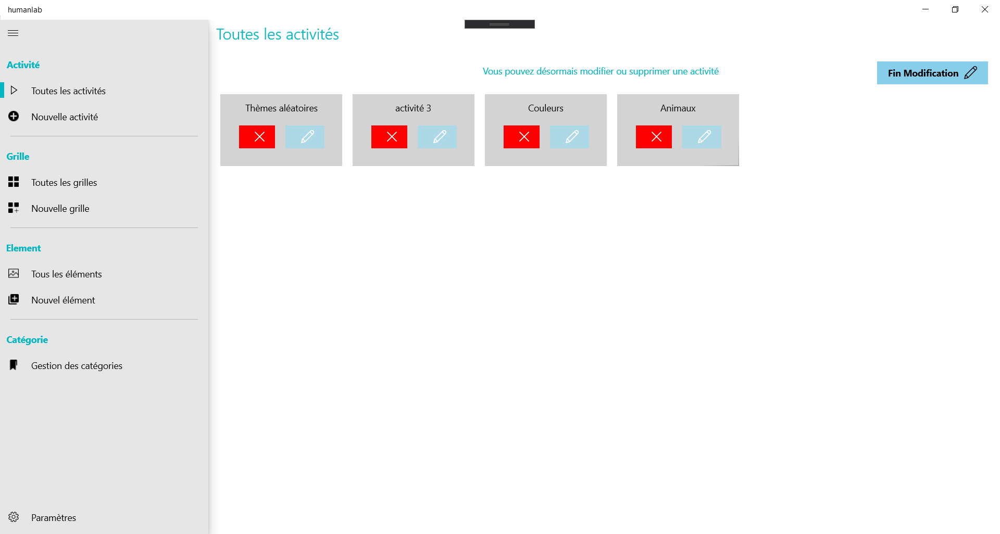 humanlab
Toutes les activités
Activité
Toutes les activités
Nouvelle activité
Grille
Toutes les grilles
Nouvelle grille
Element
Tous les éléments
Nouvel élément
Catégorie
Gestion des catégories
Paramètres
Vous pouvez désormais modifier ou supprimer une activité
Fin Modification
Thèmes aléatoires
activité 3
Couleurs
Animaux